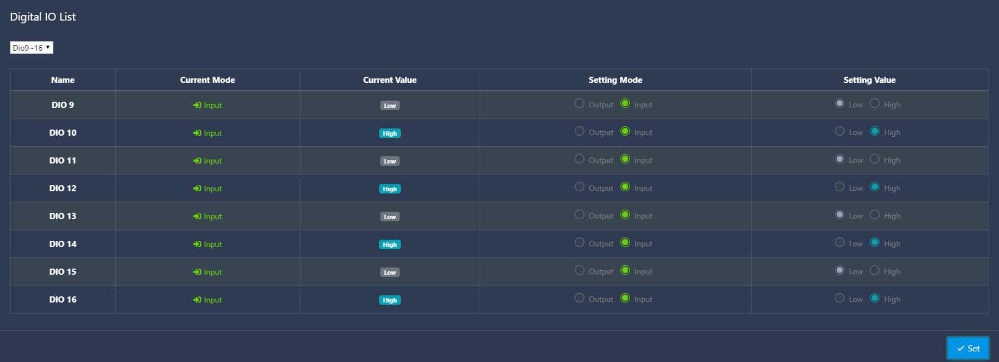 Digital IO List
Dio9~16
Name Current Mode Current Value Setting Mode Setting Value
DIO 9 Input Low Output Input Low High
DIO 10 Input High Output Input Low High
DIO 11 Input Low Output Input Low High
DIO 12 Input High Output Input Low High
DIO 13 Input Low Output Input Low High
DIO 14 Input High Output Input Low High
DIO 15 Input Low Output Input Low High
DIO 16 Input High Output Input Low High
Set